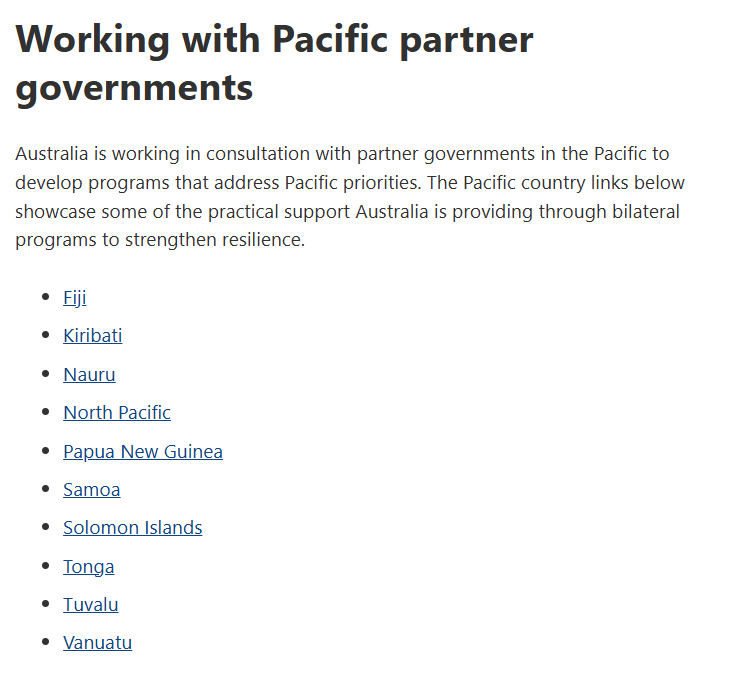 Working with Pacific partner
governments
Australia is working in consultation with partner governments in the Pacific to
develop programs that address Pacific priorities. The Pacific country links below
showcase some of the practical support Australia is providing through bilateral
programs to strengthen resilience.
• Fiji
• Kiribati
• Nauru
• North Pacific
• Papua New Guinea
• Samoa
• Solomon Islands
• Tonga
• Tuvalu
• Vanuatu